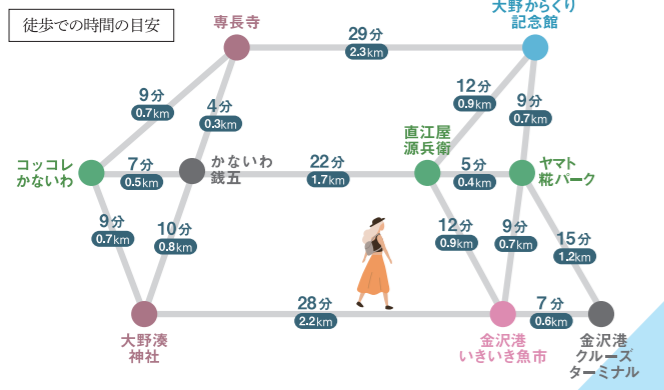 徒歩での時間の目安
専長寺
大野からくり
記念館
29分
2.3km
9分
0.7km
4分
0.3km
12分
0.9km
9分
0.7km
直江屋
源兵衛
コッコレ
かないわ
7分
0.5km
かないわ
銭五
22分
1.7km
5分
0.4km
ヤマト
糀パーク
9分
0.7km
10分
0.8km
12分
0.9km
9分
0.7km
15分
1.2km
28分
2.2km
7分
0.6km
大野湊
神社
金沢港
いきいき魚市
金沢港
クルーズ
ターミナル